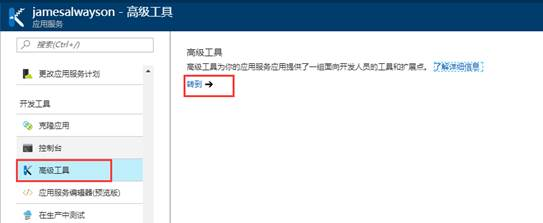 jamesalwayson - 高级工具
应用服务
搜索(Ctrl+/)
更改应用服务计划
开发工具
克隆应用
控制台
高级工具
应用服务编辑器(预览版)
在生产中测试
高级工具
高级工具为你的应用服务应用提供了一组面向开发人员的工具和扩展点。 了解详细信息
转到 →